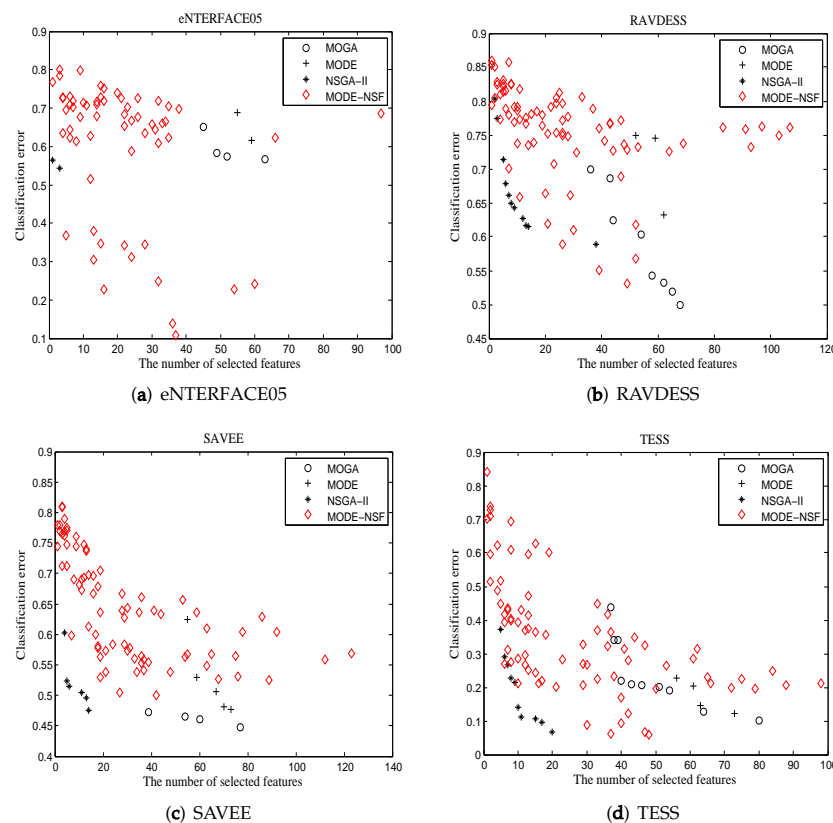 eNTERFACE05
0.9
0.8
0.7
0.6
0.5
0.4
0.3
0.2
0.1
Classification error
MOGA
MODE
NSGA-II
MODE-NSF
0 10 20 30 40 50 60 70 80 90 100
The number of selected features
(a) eNTERFACE05
RAVDESS
0.9
0.85
0.8
0.75
0.7
0.65
0.6
0.55
0.5
0.45
Classification error
MOGA
MODE
NSGA-II
MODE-NSF
0 20 40 60 80 100 120
The number of selected features
(b) RAVDESS
SAVEE
0.9
0.85
0.8
0.75
0.7
0.65
0.6
0.55
0.5
0.45
0.4
Classification error
MOGA
MODE
NSGA-II
MODE-NSF
0 20 40 60 80 100 120 140
The number of selected features
(c) SAVEE
TESS
0.9
0.8
0.7
0.6
0.5
0.4
0.3
0.2
0.1
0
Classification error
MOGA
MODE
NSGA-II
MODE-NSF
0 10 20 30 40 50 60 70 80 90 100
The number of selected features
(d) TESS